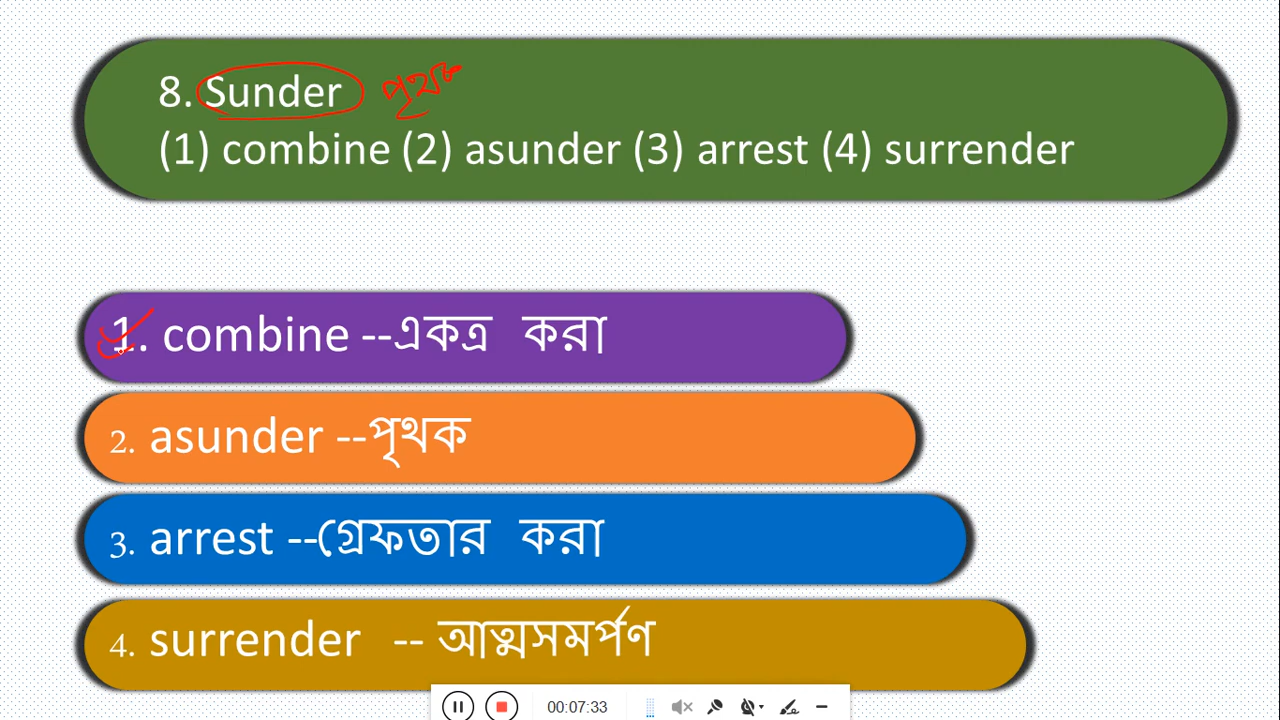 8. Sunder পৃথক
(1) combine (2) asunder (3) arrest (4) surrender
1. combine --একত্র করা
2. asunder --পৃথক
3. arrest --গ্রেফতার করা
4. surrender -- আত্মসমর্পণ
00:07:33